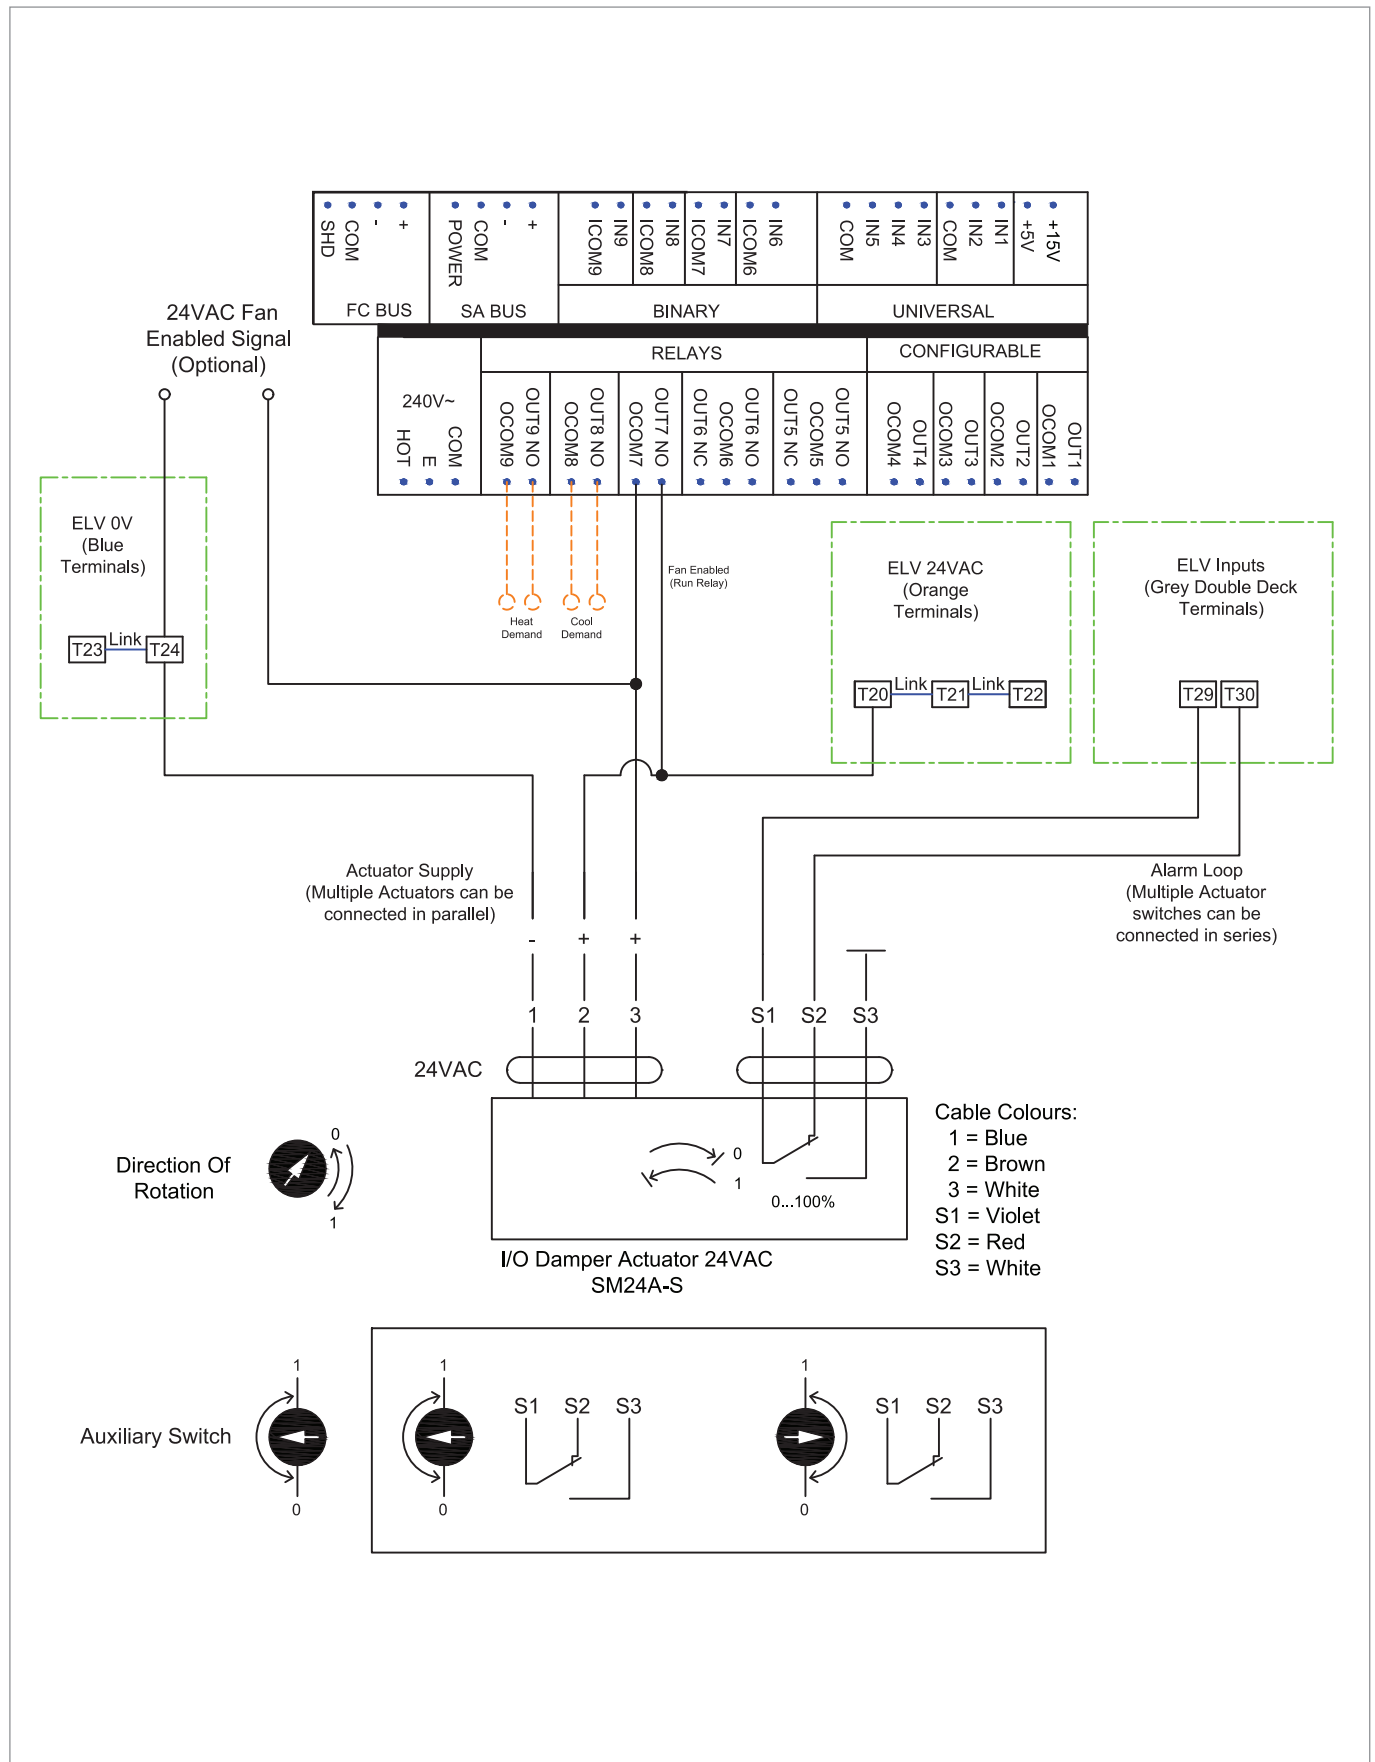 SHD
COM
-
+
POWER
COM
-
+
ICOM9
IN9
ICOM8
IN8
ICOM7
IN7
ICOM6
IN6
COM
IN5
IN4
IN3
COM
IN2
IN1
+5V
+15V
FC BUS
SA BUS
BINARY
UNIVERSAL
RELAYS
CONFIGURABLE
240V~
HOT
E
COM
OCOM9
OUT9 NO
OCOM8
OUT8 NO
OCOM7
OUT7 NO
OUT6 NC
OCOM6
OUT6 NO
OUT5 NC
OCOM5
OUT5 NO
OCOM4
OUT4
OCOM3
OUT3
OCOM2
OUT2
OCOM1
OUT1
24VAC Fan
Enabled Signal
(Optional)
ELV 0V
(Blue
Terminals)
T23
Link
T24
Heat
Demand
Cool
Demand
Fan Enabled
(Run Relay)
ELV 24VAC
(Orange
Terminals)
T20
Link
T21
Link
T22
ELV Inputs
(Grey Double Deck
Terminals)
T29
T30
Actuator Supply
(Multiple Actuators can be
connected in parallel)
Alarm Loop
(Multiple Actuator
switches can be
connected in series)
-
+
+
1
2
3
S1
S2
S3
24VAC
Direction Of
Rotation
0
1
0
1
0...100%
Cable Colours:
1 = Blue
2 = Brown
3 = White
S1 = Violet
S2 = Red
S3 = White
I/O Damper Actuator 24VAC
SM24A-S
Auxiliary Switch
1
0
1
0
S1
S2
S3
1
0
S1
S2
S3